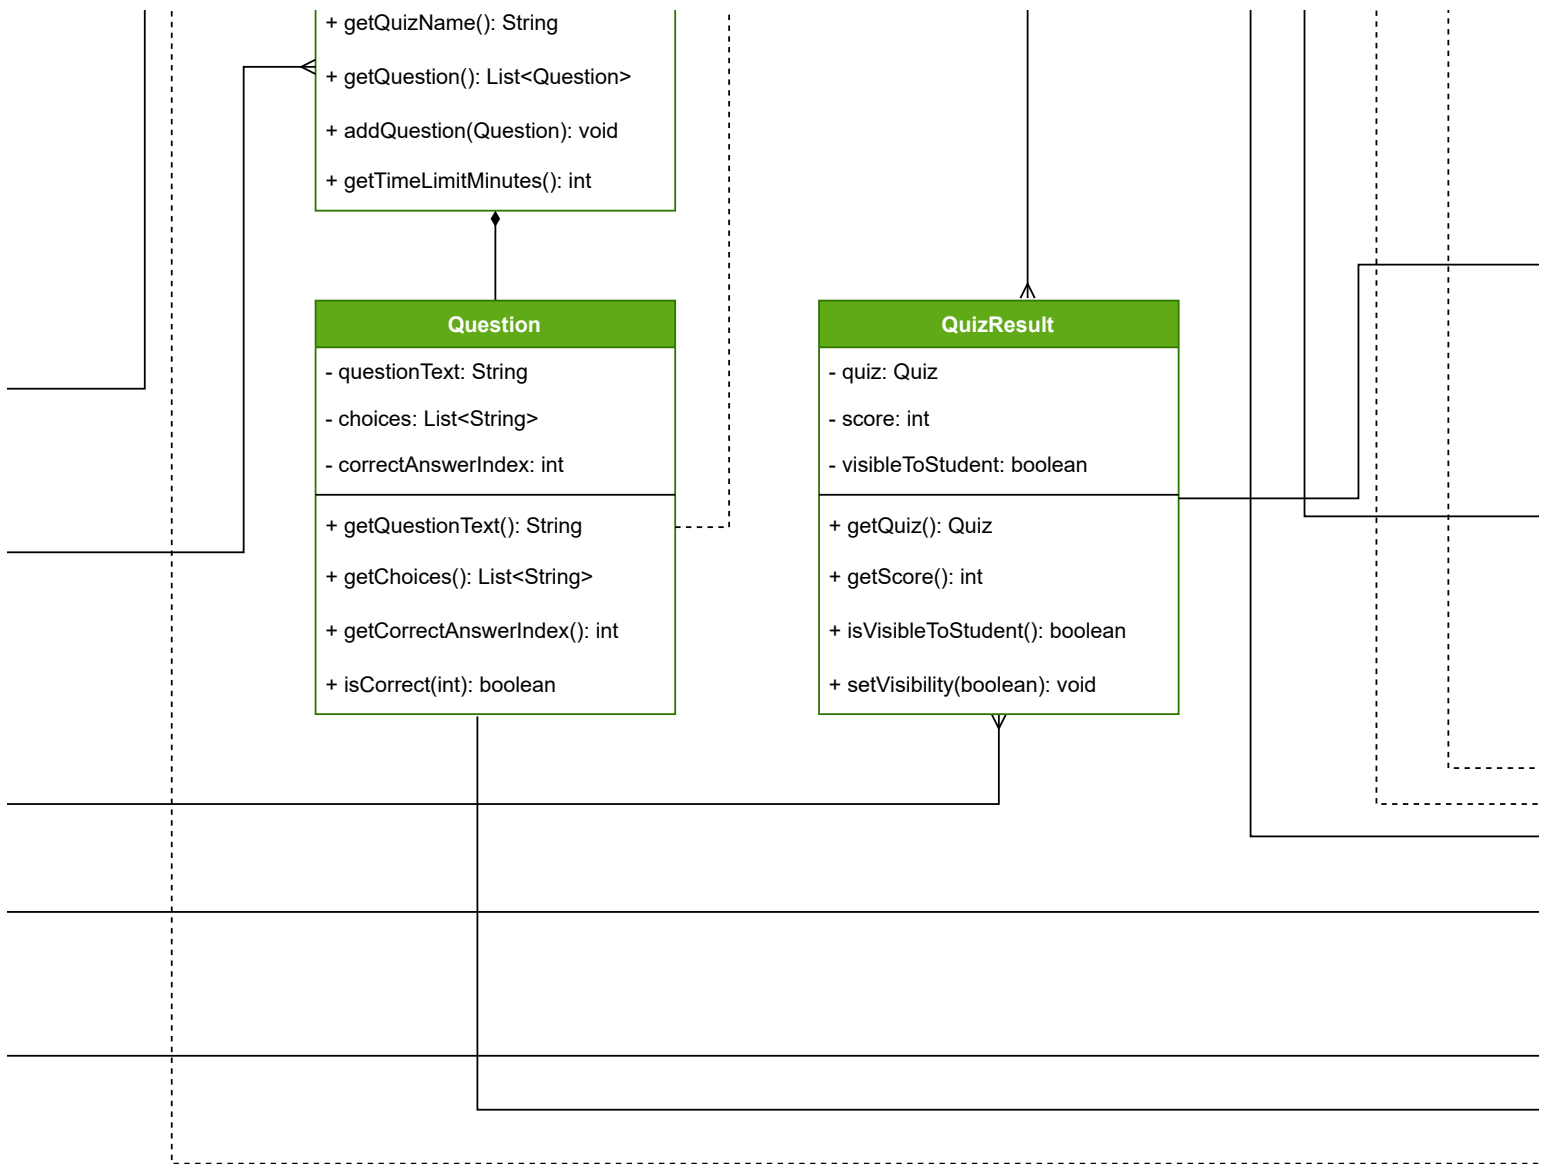 + getQuizName(): String
+ getQuestion(): List<Question>
+ addQuestion(Question): void
+ getTimeLimitMinutes(): int
Question
- questionText: String
- choices: List<String>
- correctAnswerIndex: int
+ getQuestionText(): String
+ getChoices(): List<String>
+ getCorrectAnswerIndex(): int
+ isCorrect(int): boolean
QuizResult
- quiz: Quiz
- score: int
- visibleToStudent: boolean
+ getQuiz(): Quiz
+ getScore(): int
+ isVisibleToStudent(): boolean
+ setVisibility(boolean): void